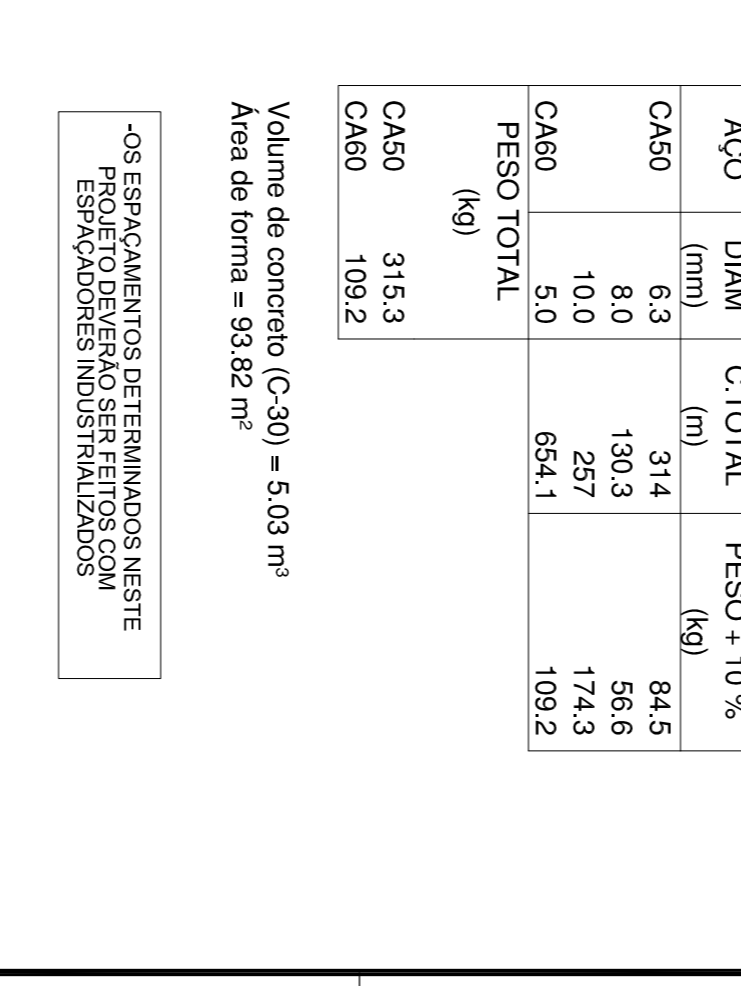 AÇO DIAM C.TOTAL PESO + 10 %
(mm) (m) (kg)
CA50 6.3 314 84.5
8.0 130.3 56.6
10.0 257 174.3
CA60 5.0 654.1 109.2
PESO TOTAL
(kg)
CA50 315.3
CA60 109.2
Volume de concreto (C-30) = 5.03 m³
Área de forma = 93.82 m²
-OS ESPAÇAMENTOS DETERMINADOS NESTE
PROJETO DEVERÃO SER FEITOS COM
ESPAÇADORES INDUSTRIALIZADOS